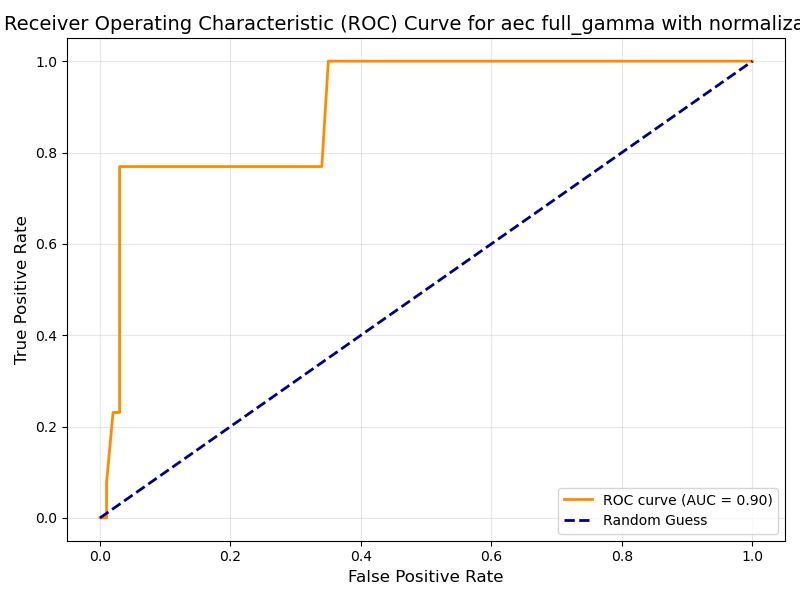 Receiver Operating Characteristic (ROC) Curve for aec full_gamma with normaliza
True Positive Rate
1.0
0.8
0.6
0.4
0.2
0.0
ROC curve (AUC = 0.90)
Random Guess
0.0 0.2 0.4 0.6 0.8 1.0
False Positive Rate